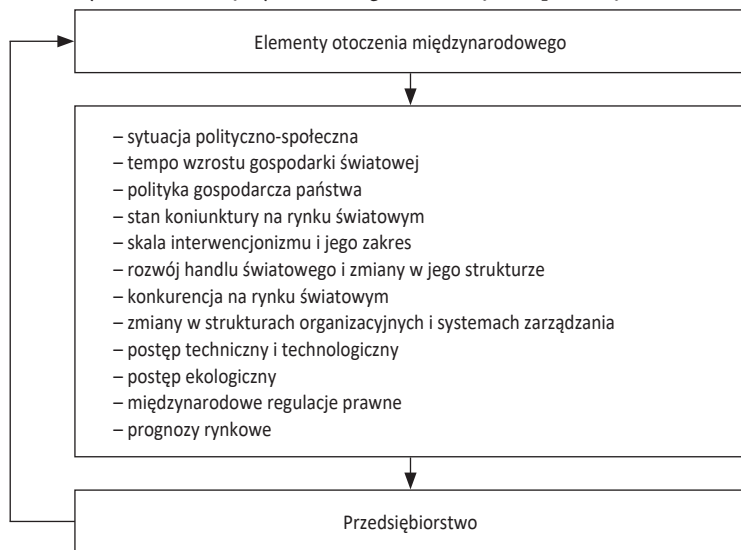 Elementy otoczenia międzynarodowego
– sytuacja polityczno-społeczna
– tempo wzrostu gospodarki światowej
– polityka gospodarcza państwa
– stan koniunktury na rynku światowym
– skala interwencjonizmu i jego zakres
– rozwój handlu światowego i zmiany w jego strukturze
– konkurencja na rynku światowym
– zmiany w strukturach organizacyjnych i systemach zarządzania
– postęp techniczny i technologiczny
– postęp ekologiczny
– międzynarodowe regulacje prawne
– prognozy rynkowe
Przedsiębiorstwo